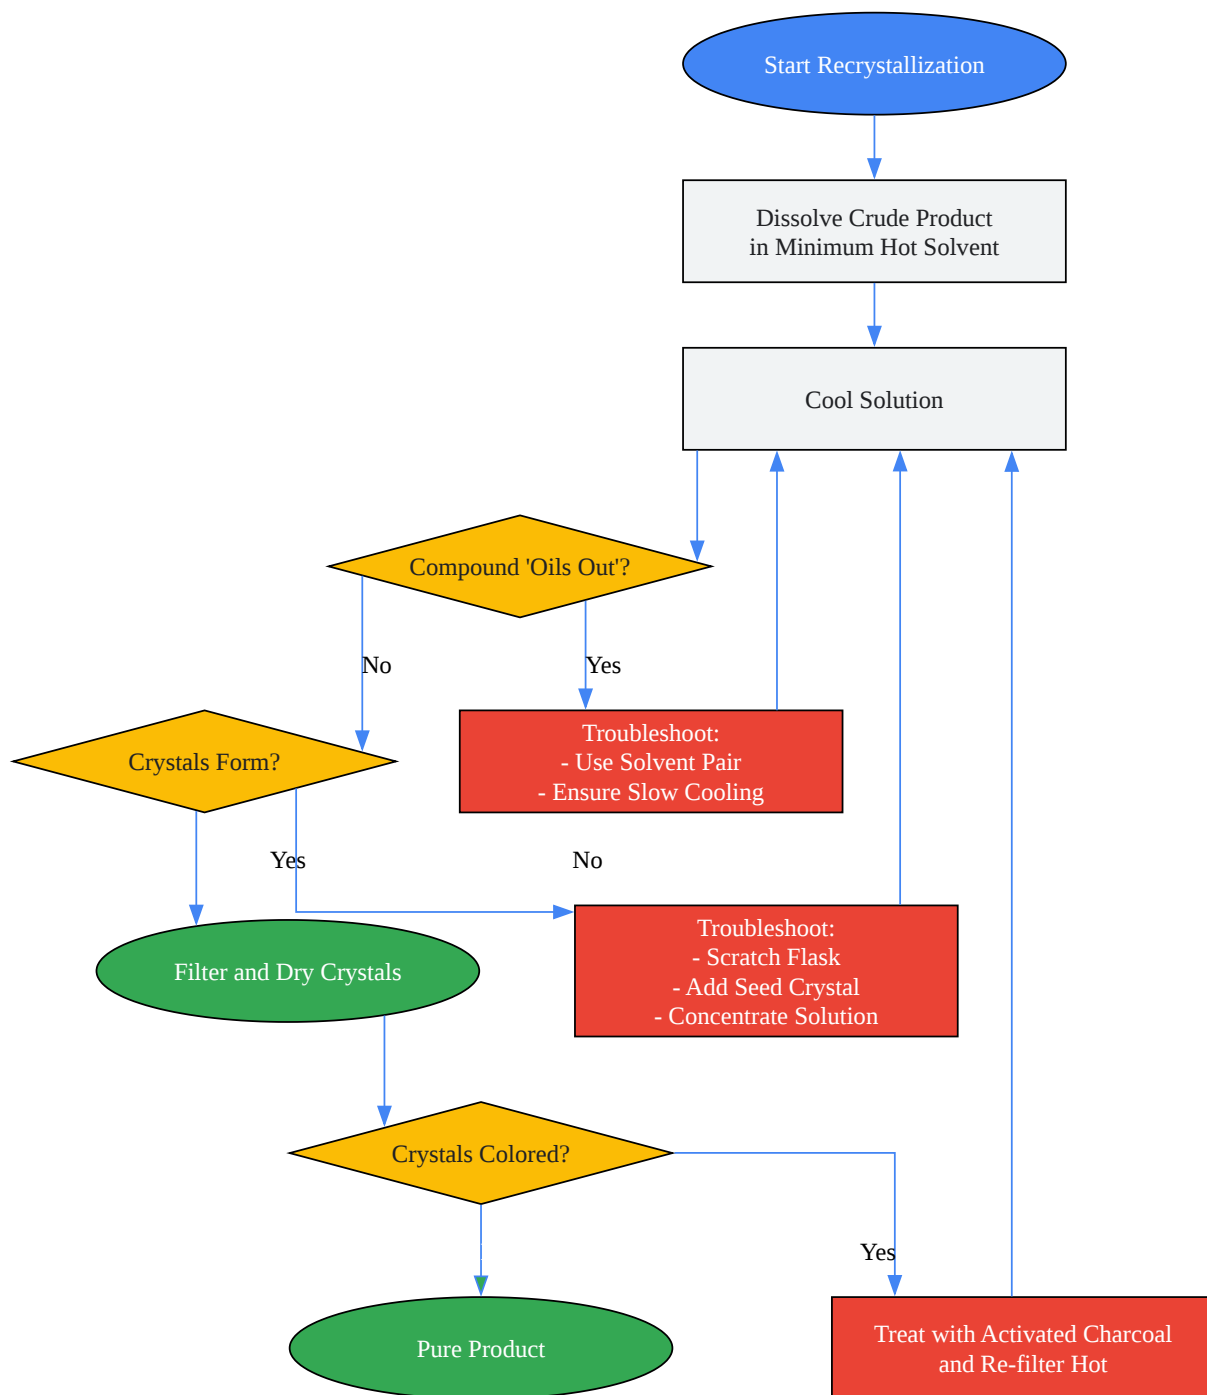 Start Recrystallization
Dissolve Crude Product
in Minimum Hot Solvent
Cool Solution
Compound 'Oils Out'?
No
Yes
Crystals Form?
Troubleshoot:
- Use Solvent Pair
- Ensure Slow Cooling
Yes
No
Filter and Dry Crystals
Troubleshoot:
- Scratch Flask
- Add Seed Crystal
- Concentrate Solution
Crystals Colored?
Yes
Pure Product
Treat with Activated Charcoal
and Re-filter Hot